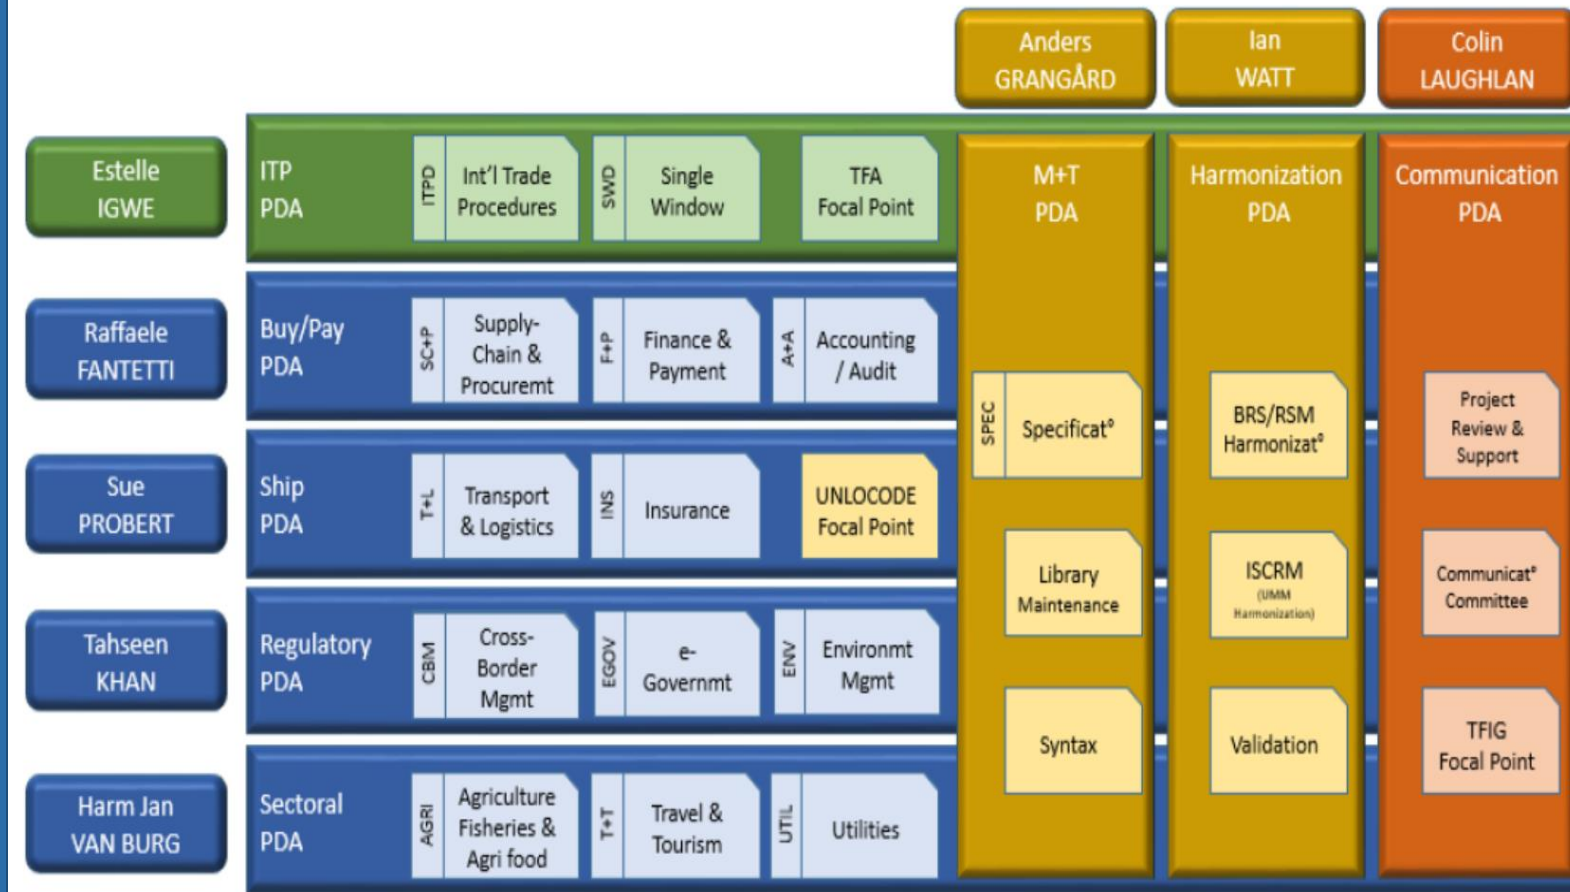 Anders
GRANGÅRD
Ian
WATT
Colin
LAUGHLAN
Estelle
IGWE
ITP
PDA
ITPD
Int'l Trade
Procedures
SWD
Single
Window
TFA
Focal Point
M+T
PDA
Harmonization
PDA
Communication
PDA
Raffaele
FANTETTI
Buy/Pay
PDA
SC+P
Supply-
Chain &
Procuremt
F+P
Finance &
Payment
A+A
Accounting
/ Audit
SPEC
Specificat°
BRS/RSM
Harmonizat°
Project
Review &
Support
Sue
PROBERT
Ship
PDA
T+L
Transport
& Logistics
INS
Insurance
UNLOCODE
Focal Point
Library
Maintenance
ISCRM
(UMM
Harmonization)
Communicat°
Committee
Tahseen
KHAN
Regulatory
PDA
CBM
Cross-
Border
Mgmt
EGOV
e-
Governmt
ENV
Environmt
Mgmt
Syntax
Validation
TFIG
Focal Point
Harm Jan
VAN BURG
Sectoral
PDA
AGRI
Agriculture
Fisheries &
Agri food
T+T
Travel &
Tourism
UTIL
Utilities